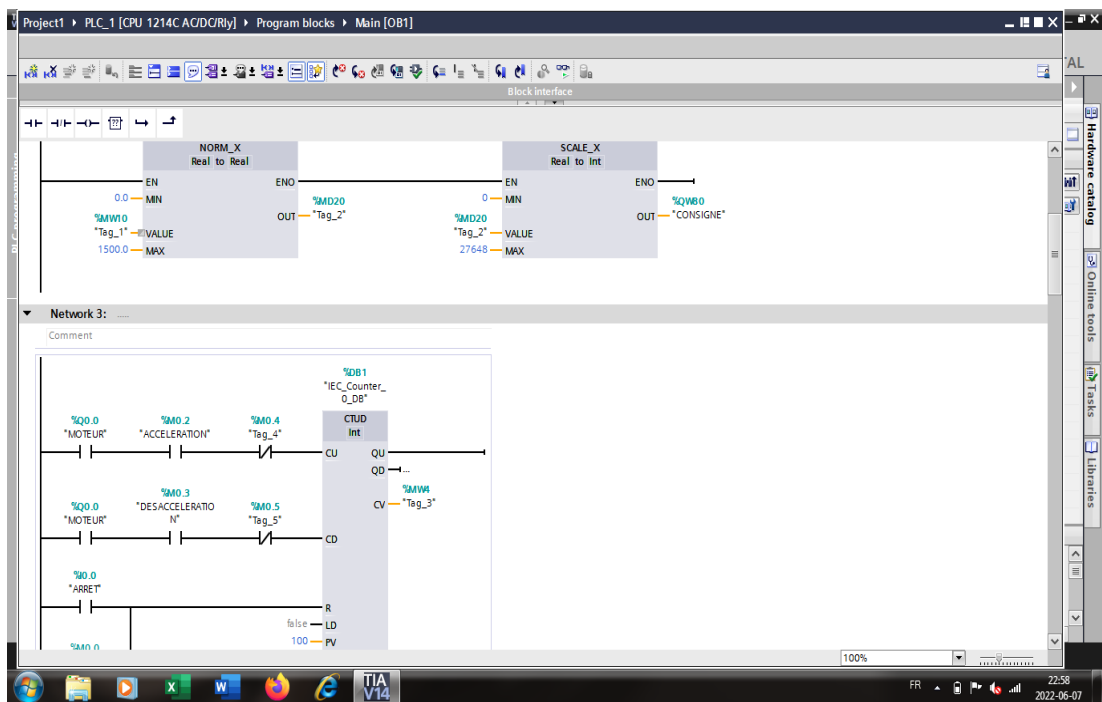 Project1 ▸ PLC_1 [CPU 1214C AC/DC/Rly] ▸ Program blocks ▸ Main [OB1]
Block interface
NORM_X
Real to Real
EN ENO
0.0 MIN
%MD20
OUT "Tag_2"
%MW10
"Tag_1" VALUE
1500.0 MAX
SCALE_X
Real to Int
EN ENO
0 MIN
%QW80
OUT "CONSIGNE"
%MD20
"Tag_2" VALUE
27648 MAX
Network 3: .....
Comment
%DB1
"IEC_Counter_
0_DB"
CTUD
Int
%Q0.0 %M0.2 %M0.4
"MOTEUR" "ACCELERATION" "Tag_4"
CU QU
QD ...
%MW4
CV "Tag_3"
%M0.3
%Q0.0 "DESACCELERATIO %M0.5
"MOTEUR" N" "Tag_5"
CD
%I0.0
"ARRET"
R
false LD
100 PV
%M0.0
100%
Hardware catalog
Online tools
Tasks
Libraries
TIA
V14
FR
22:58
2022-06-07